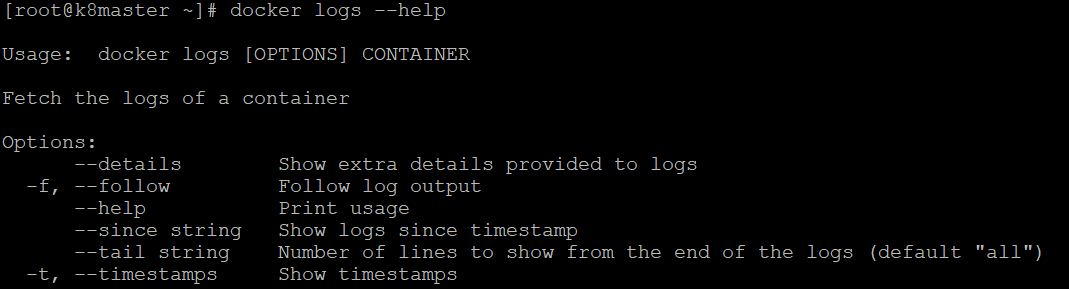 [root@k8master ~]# docker logs --help
Usage:  docker logs [OPTIONS] CONTAINER
Fetch the logs of a container
Options:
      --details        Show extra details provided to logs
  -f, --follow         Follow log output
      --help           Print usage
      --since string   Show logs since timestamp
      --tail string    Number of lines to show from the end of the logs (default "all")
  -t, --timestamps     Show timestamps